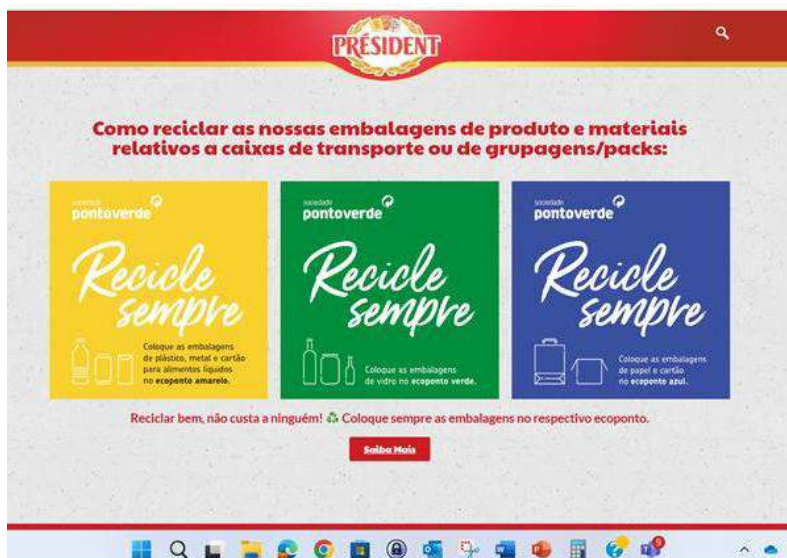 PRÉSIDENT
Como reciclar as nossas embalagens de produto e materiais
relativos a caixas de transporte ou de grupagens/packs:
sociedade
pontoverde
Recicle
sempre
Coloque as embalagens
de plástico, metal e cartão
para alimentos líquidos
no ecoponto amarelo.
sociedade
pontoverde
Recicle
sempre
Coloque as embalagens
de vidro no ecoponto verde.
sociedade
pontoverde
Recicle
sempre
Coloque as embalagens
de papel e cartão
no ecoponto azul.
Reciclar bem, não custa a ninguém! ♻ Coloque sempre as embalagens no respectivo ecoponto.
Saiba Mais
9